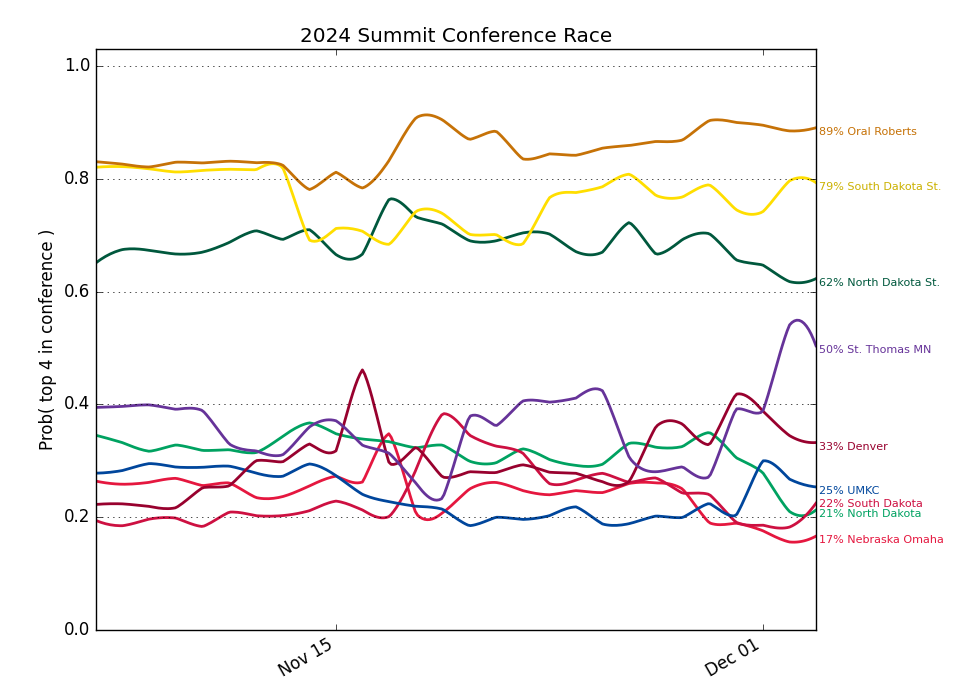 2024 Summit Conference Race
Prob( top 4 in conference )
1.0
0.8
0.6
0.4
0.2
0.0
Nov 15
Dec 01
89% Oral Roberts
79% South Dakota St.
62% North Dakota St.
50% St. Thomas MN
33% Denver
25% UMKC
22% South Dakota
21% North Dakota
17% Nebraska Omaha